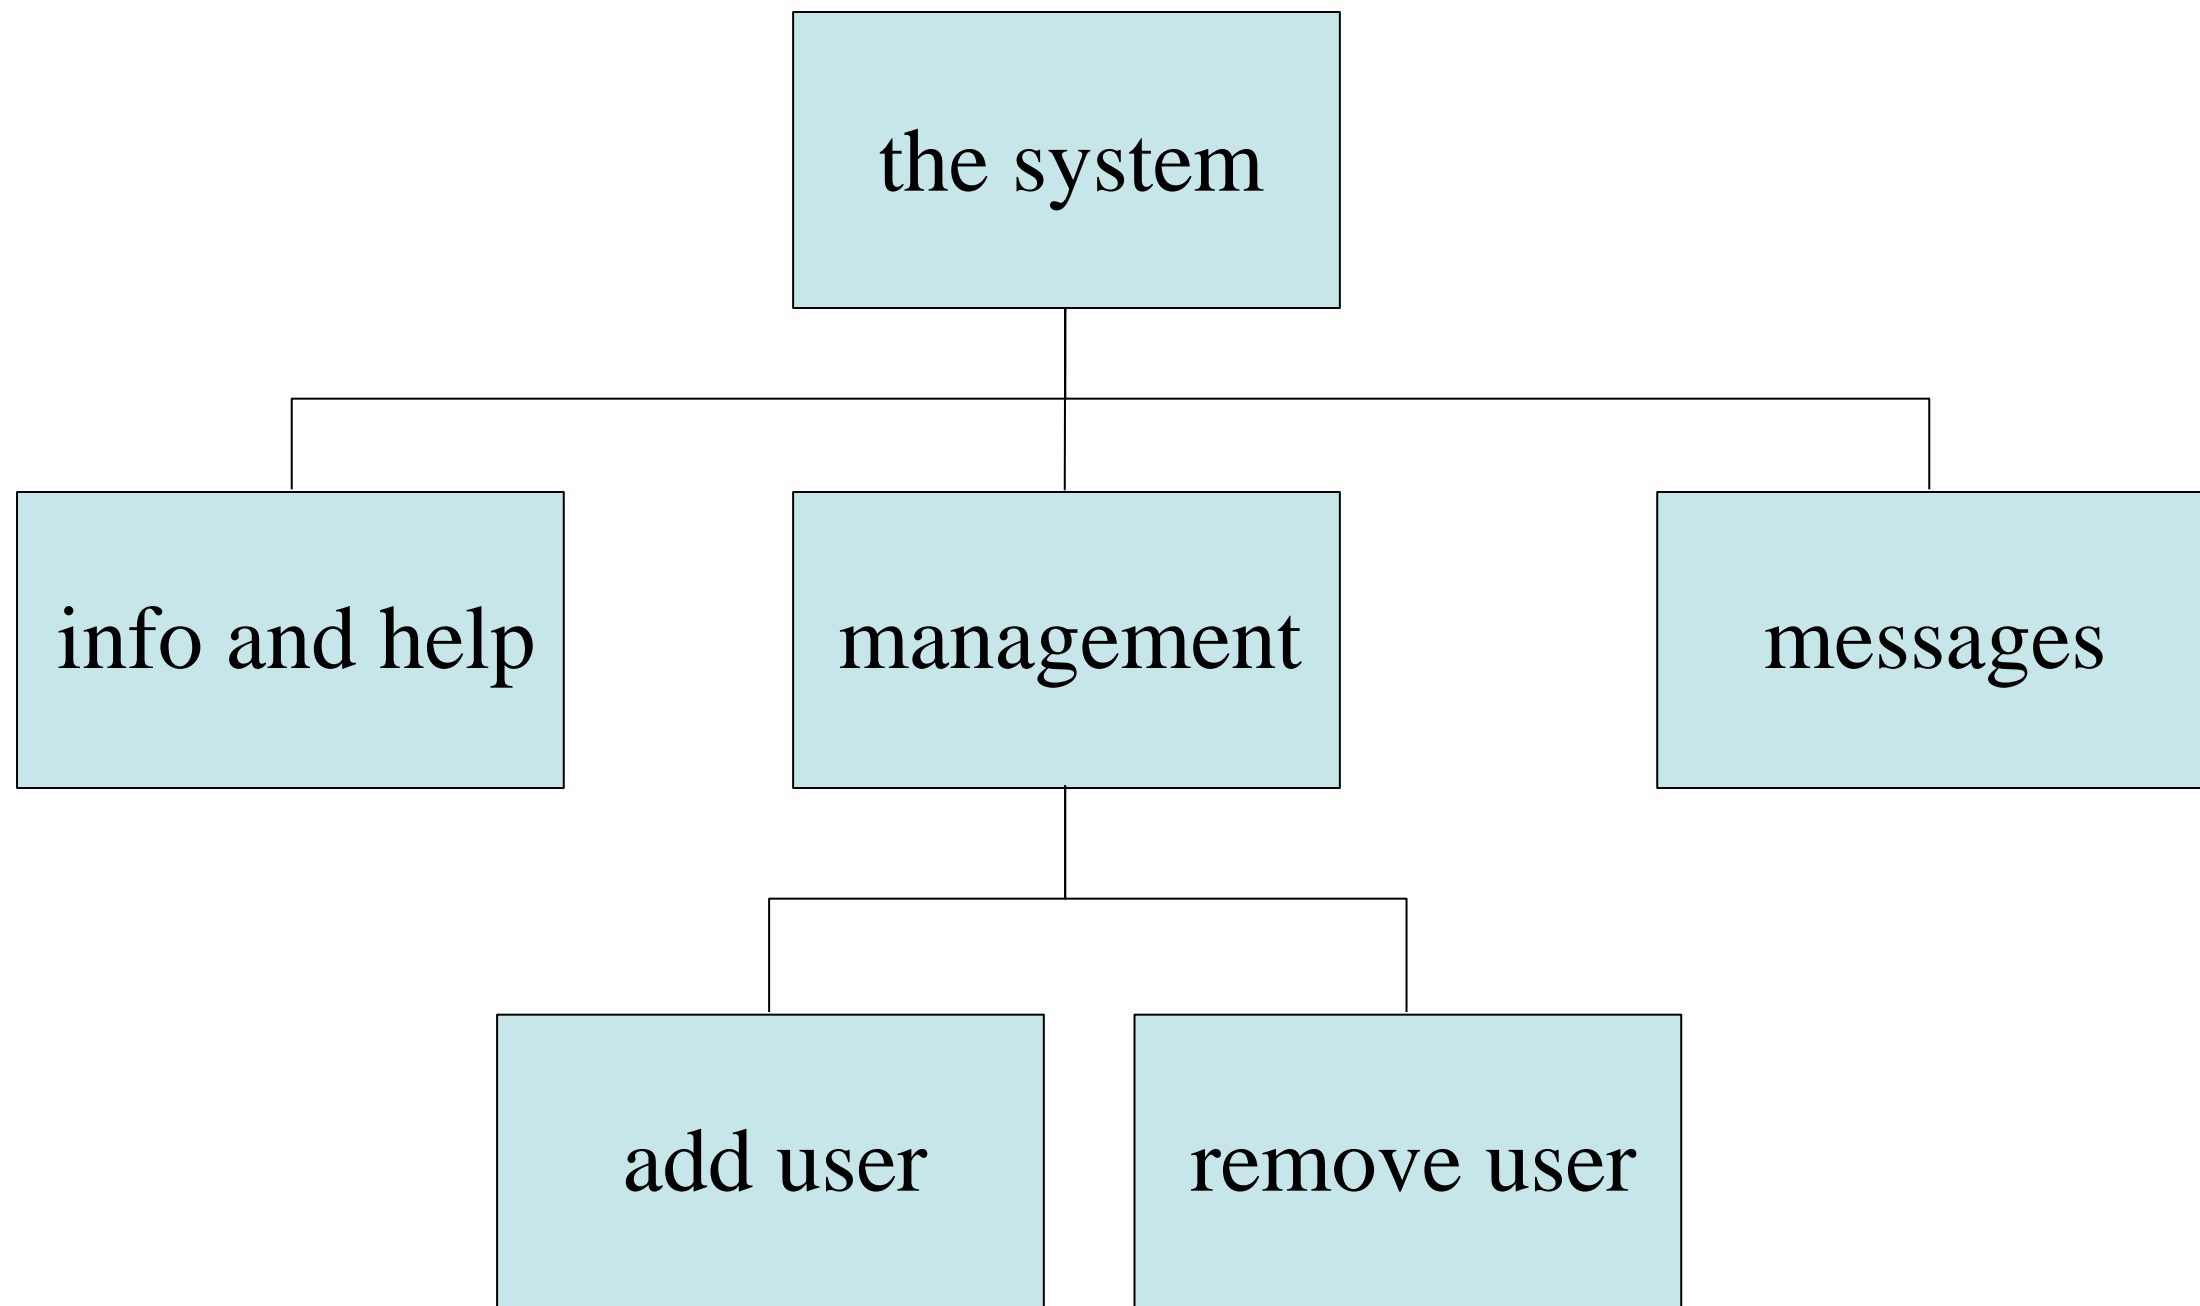 the system
info and help
management
messages
add user
remove user